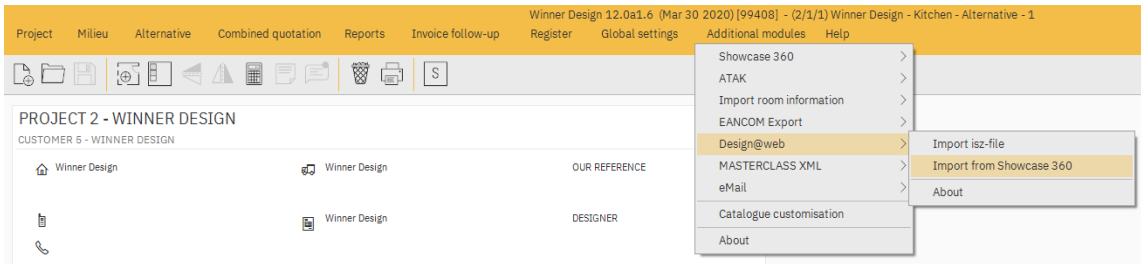 Winner Design 12.0a1.6 (Mar 30 2020) [99408] - (2/1/1) Winner Design - Kitchen - Alternative - 1
Project Milieu Alternative Combined quotation Reports Invoice follow-up Register Global settings Additional modules Help
Showcase 360
ATAK
Import room information
EANCOM Export
Design@web
MASTERCLASS XML
eMail
Catalogue customisation
About
Import isz-file
Import from Showcase 360
About
S
PROJECT 2 - WINNER DESIGN
CUSTOMER 5 - WINNER DESIGN
Winner Design Winner Design OUR REFERENCE
Winner Design DESIGNER